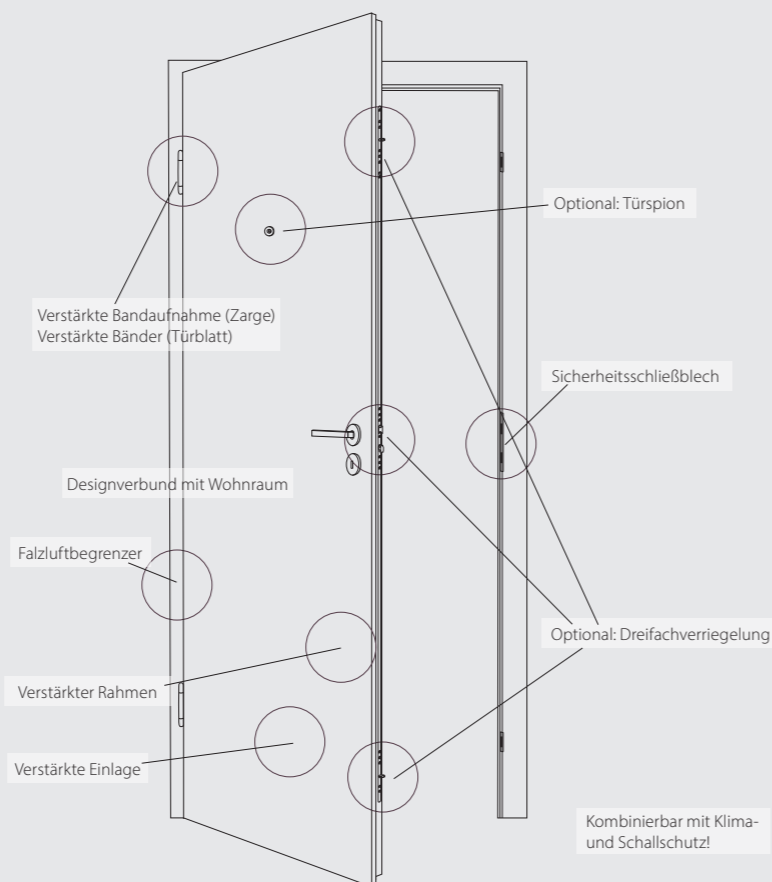 Optional: Türspion
Verstärkte Bandaufnahme (Zarge)
Verstärkte Bänder (Türblatt)
Sicherheitsschließblech
Designverbund mit Wohnraum
Falzluftbegrenzer
Optional: Dreifachverriegelung
Verstärkter Rahmen
Verstärkte Einlage
Kombinierbar mit Klima-
und Schallschutz!